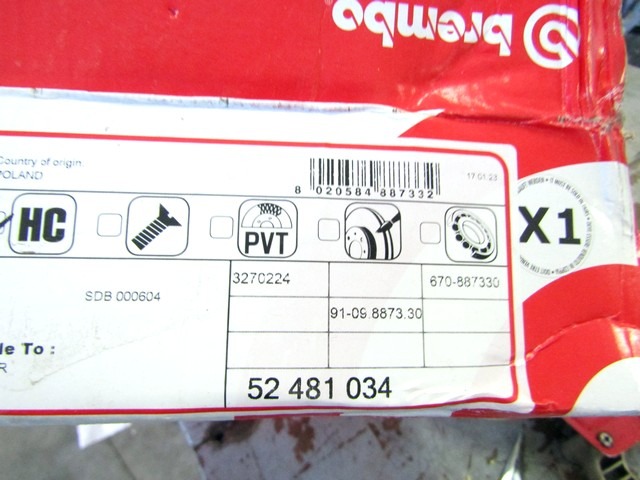 brembo
Country of origin:
POLAND
8 020584 887332
17.01.23
HC
PVT
X1
3270224
670-887330
SDB 000604
91-09.8873.30
le To :
R
52 481 034